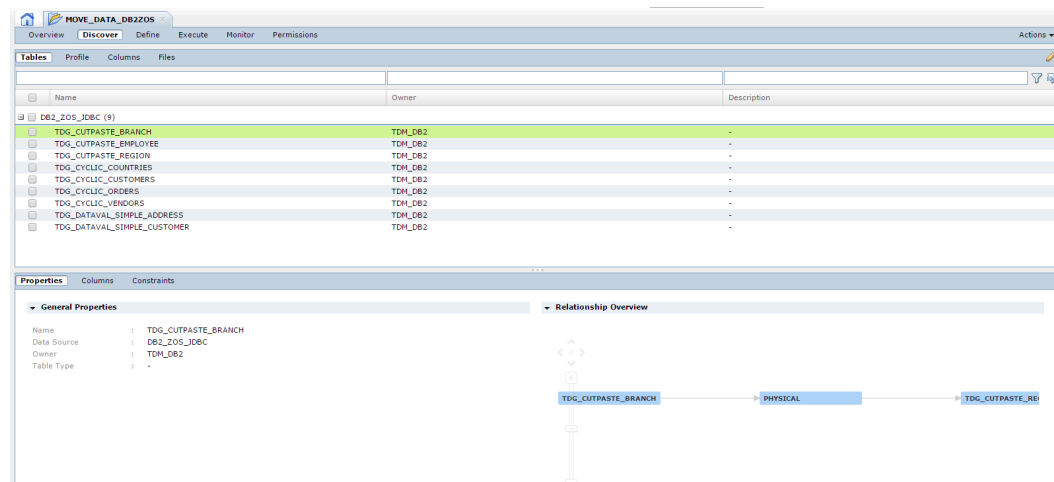 MOVE_DATA_DB2ZOS
Overview Discover Define Execute Monitor Permissions Actions
Tables Profile Columns Files
Name Owner Description
DB2_ZOS_JDBC (9)
TDG_CUTPASTE_BRANCH TDM_DB2 -
TDG_CUTPASTE_EMPLOYEE TDM_DB2 -
TDG_CUTPASTE_REGION TDM_DB2 -
TDG_CYCLIC_COUNTRIES TDM_DB2 -
TDG_CYCLIC_CUSTOMERS TDM_DB2 -
TDG_CYCLIC_ORDERS TDM_DB2 -
TDG_CYCLIC_VENDORS TDM_DB2 -
TDG_DATAVAL_SIMPLE_ADDRESS TDM_DB2 -
TDG_DATAVAL_SIMPLE_CUSTOMER TDM_DB2 -
Properties Columns Constraints
General Properties
Name : TDG_CUTPASTE_BRANCH
Data Source : DB2_ZOS_JDBC
Owner : TDM_DB2
Table Type : -
Relationship Overview
TDG_CUTPASTE_BRANCH PHYSICAL TDG_CUTPASTE_RE